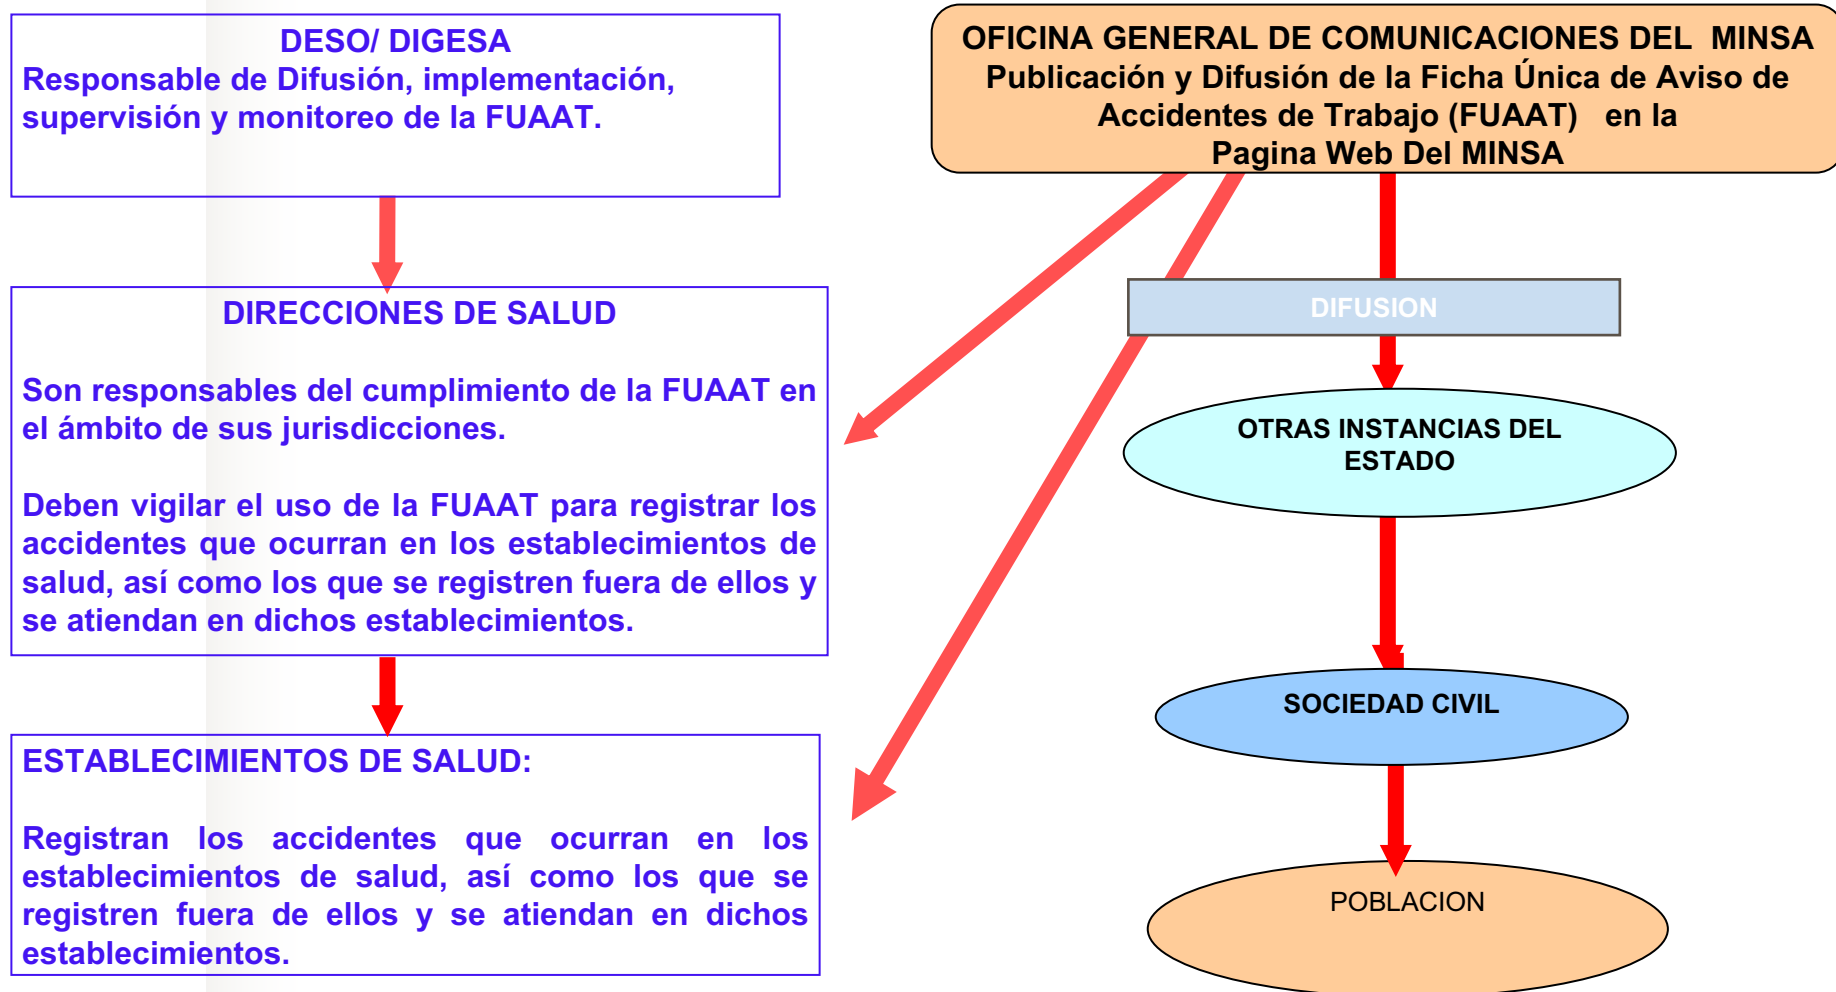 DESO/ DIGESA
Responsable de Difusión, implementación,
supervisión y monitoreo de la FUAAT.
DIRECCIONES DE SALUD
Son responsables del cumplimiento de la FUAAT en
el ámbito de sus jurisdicciones.
Deben vigilar el uso de la FUAAT para registrar los
accidentes que ocurran en los establecimientos de
salud, así como los que se registren fuera de ellos y
se atiendan en dichos establecimientos.
ESTABLECIMIENTOS DE SALUD:
Registran los accidentes que ocurran en los
establecimientos de salud, así como los que se
registren fuera de ellos y se atiendan en dichos
establecimientos.
OFICINA GENERAL DE COMUNICACIONES DEL MINSA
Publicación y Difusión de la Ficha Única de Aviso de
Accidentes de Trabajo (FUAAT) en la
Pagina Web Del MINSA
DIFUSION
OTRAS INSTANCIAS DEL
ESTADO
SOCIEDAD CIVIL
POBLACION